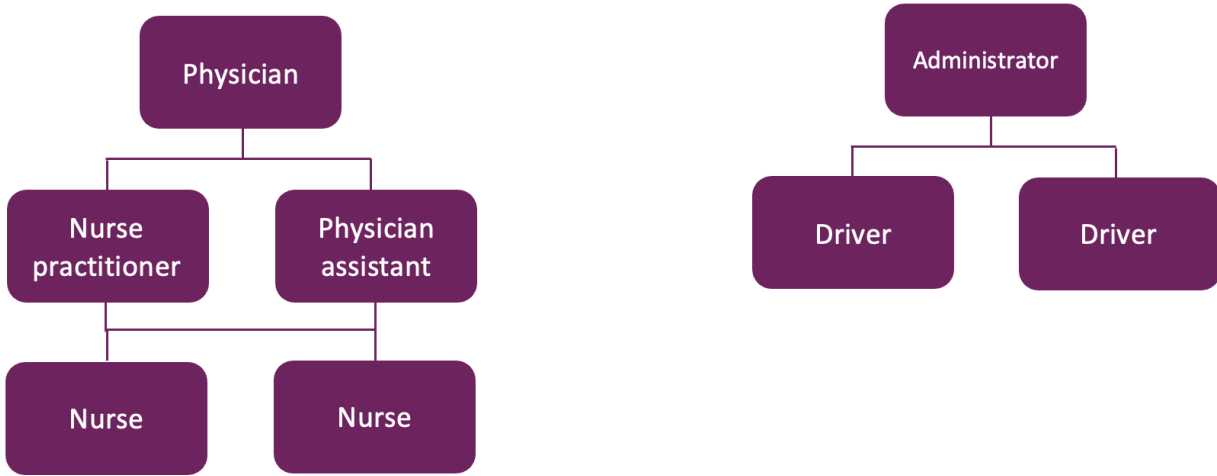 Physician
Administrator
Nurse
practitioner
Physician
assistant
Driver
Driver
Nurse
Nurse